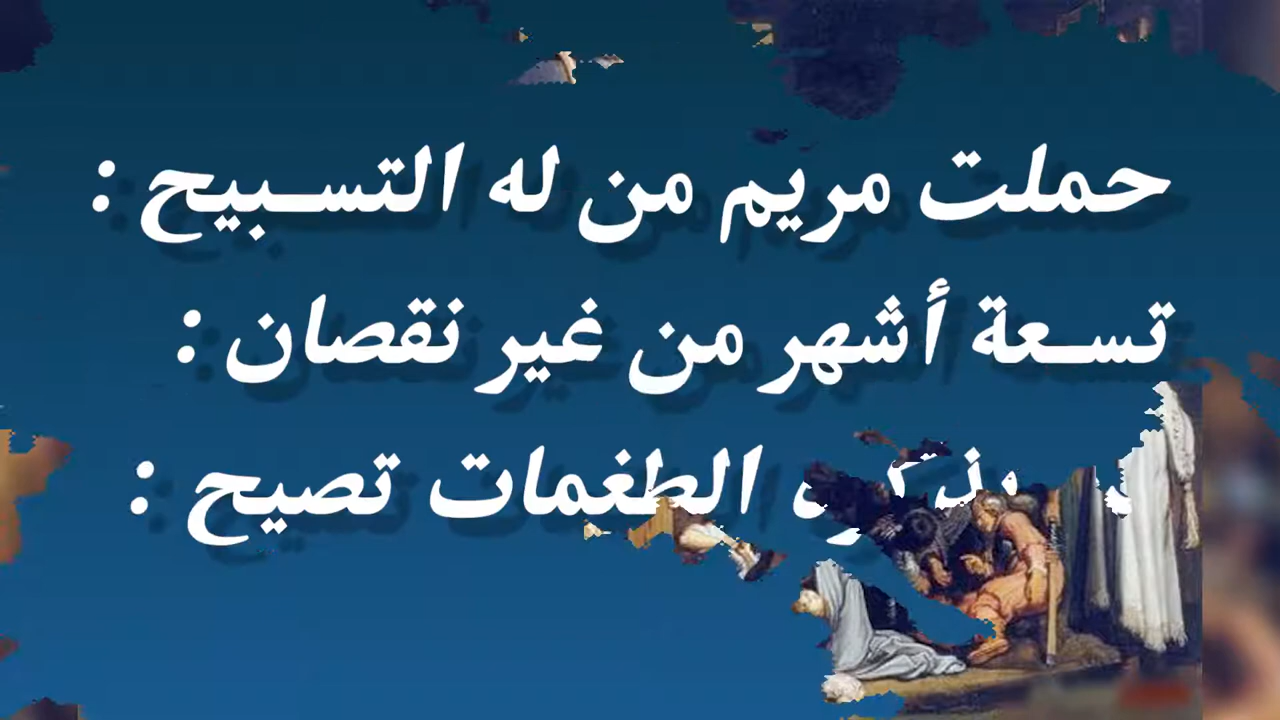 حملت مريم من له التسبيح :
تسعة أشهر من غير نقصان :
الطغمات تصيح :